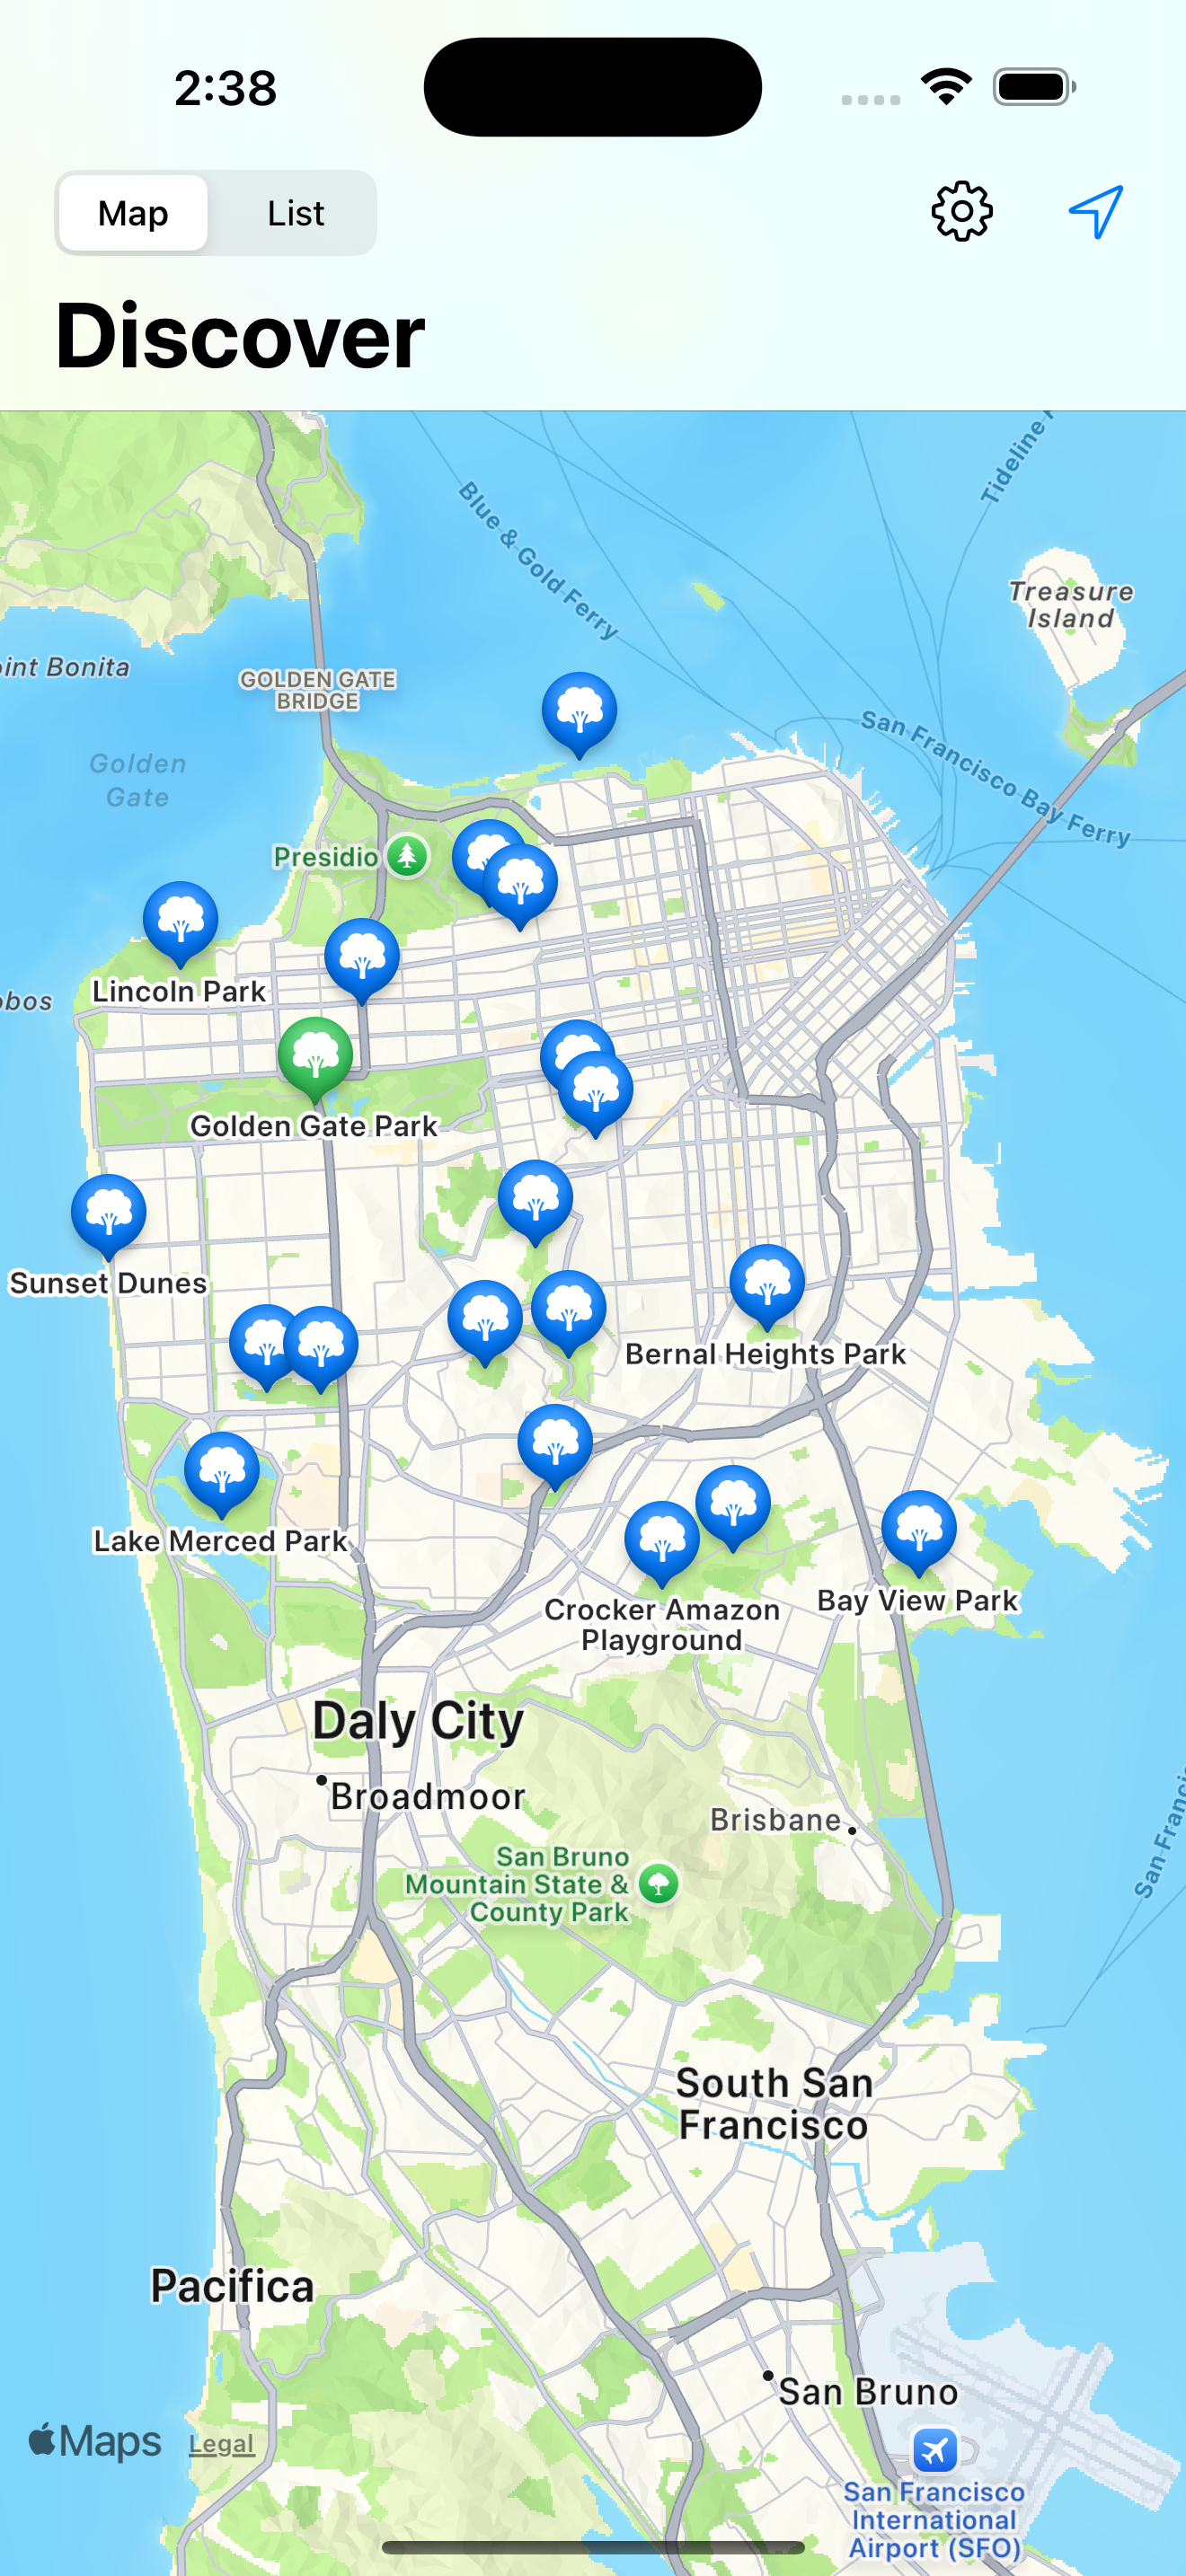 2:38
Map
List
Discover
Tideline
Blue & Gold Ferry
Treasure
Island
oint Bonita
GOLDEN GATE
BRIDGE
Golden
Gate
San Francisco Bay Ferry
Presidio
Lincoln Park
obos
Golden Gate Park
Sunset Dunes
Bernal Heights Park
Lake Merced Park
Crocker Amazon
Playground
Bay View Park
Daly City
Broadmoor
Brisbane
San Bruno
Mountain State &
County Park
San Francis
South San
Francisco
Pacifica
San Bruno
Maps
Legal
San Francisco
International
Airport (SFO)